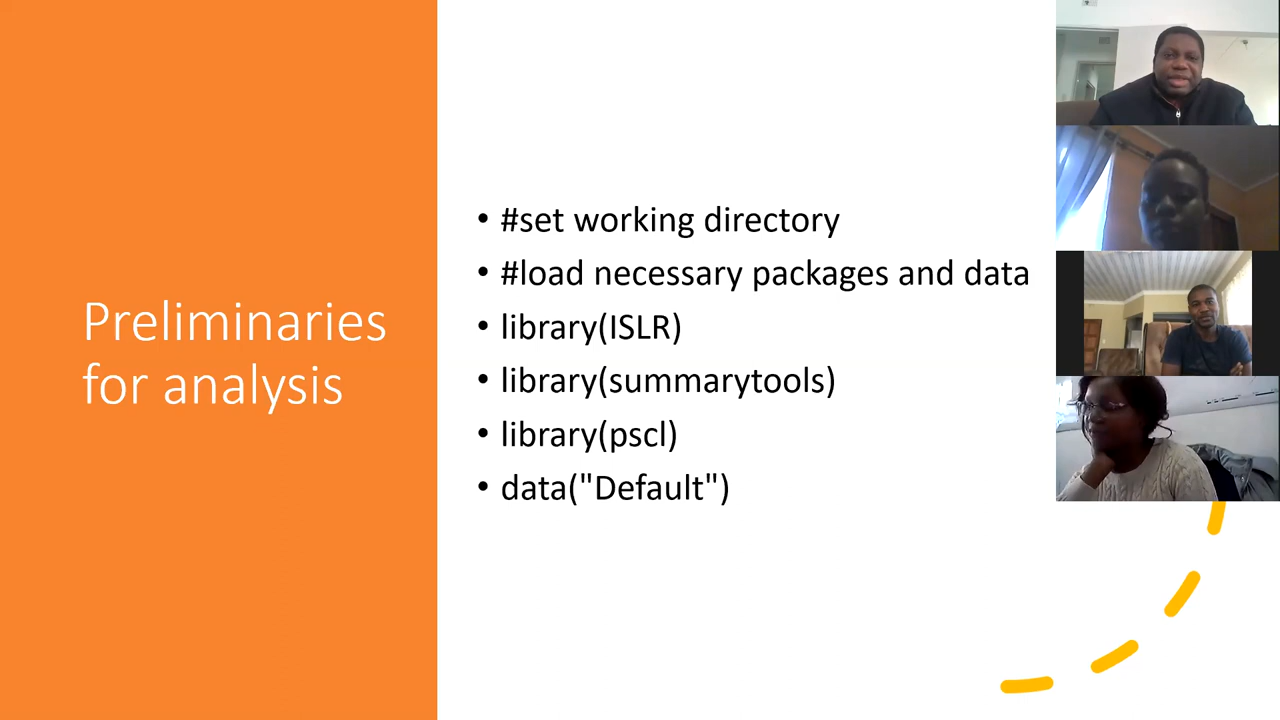 Preliminaries
for analysis
• #set working directory
• #load necessary packages and data
• library(ISLR)
• library(summarytools)
• library(pscl)
• data("Default")